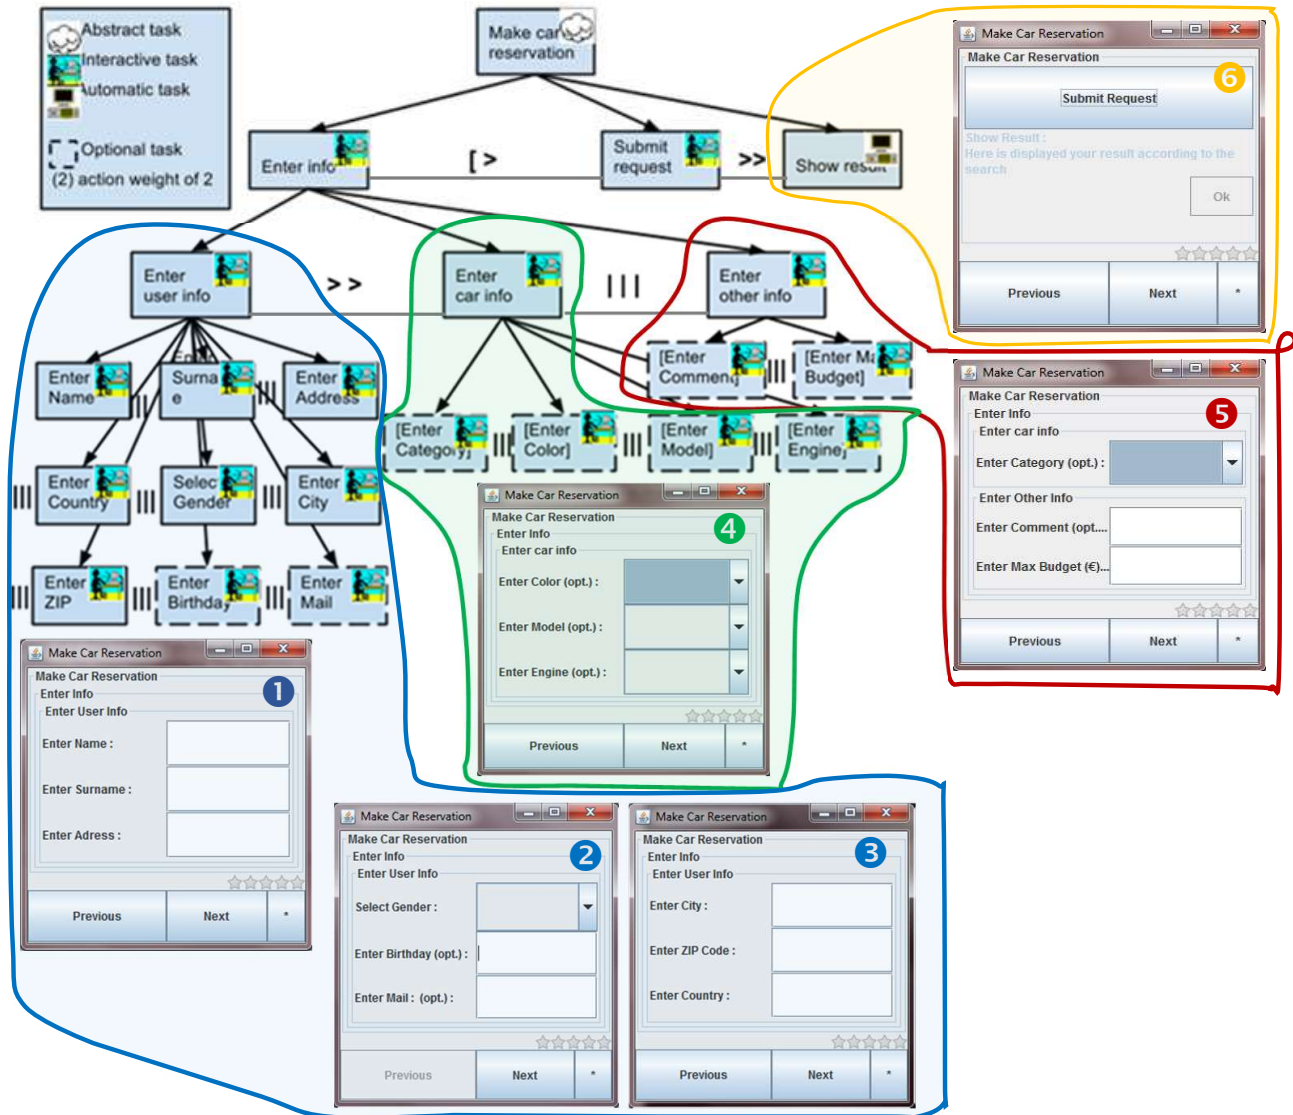 Abstract task
Interactive task
Automatic task
Optional task
(2) action weight of 2
Make car
reservation
Enter info
[ >
Submit
request
>>
Show result
Enter
user info
>>
Enter
car info
|||
Enter
other info
Enter
Name
|||
Surna
e
|||
Enter
Address
|||
Enter
Country
|||
Select
Gender
|||
Enter
City
|||
Enter
ZIP
|||
Enter
Birthday
|||
Enter
Mail
[Enter
Comment]
|||
[Enter Ma
Budget]
[Enter
Category]
|||
[Enter
Color]
|||
[Enter
Model]
|||
[Enter
Engine]
Make Car Reservation
Make Car Reservation
6
Submit Request
Show Result :
Here is displayed your result according to the
search
Ok
Previous Next *
Make Car Reservation
Make Car Reservation
5
Enter Info
Enter car info
Enter Category (opt.) :
Enter Other Info
Enter Comment (opt....
Enter Max Budget (€)...
Previous Next *
Make Car Reservation
Make Car Reservation
4
Enter Info
Enter car info
Enter Color (opt.) :
Enter Model (opt.) :
Enter Engine (opt.) :
Previous Next *
Make Car Reservation
Make Car Reservation
1
Enter Info
Enter User Info
Enter Name :
Enter Surname :
Enter Adress :
Previous Next *
Make Car Reservation
Make Car Reservation
2
Enter Info
Enter User Info
Select Gender :
Enter Birthday (opt.) :
Enter Mail : (opt.) :
Previous Next *
Make Car Reservation
Make Car Reservation
3
Enter Info
Enter User Info
Enter City :
Enter ZIP Code :
Enter Country :
Previous Next *